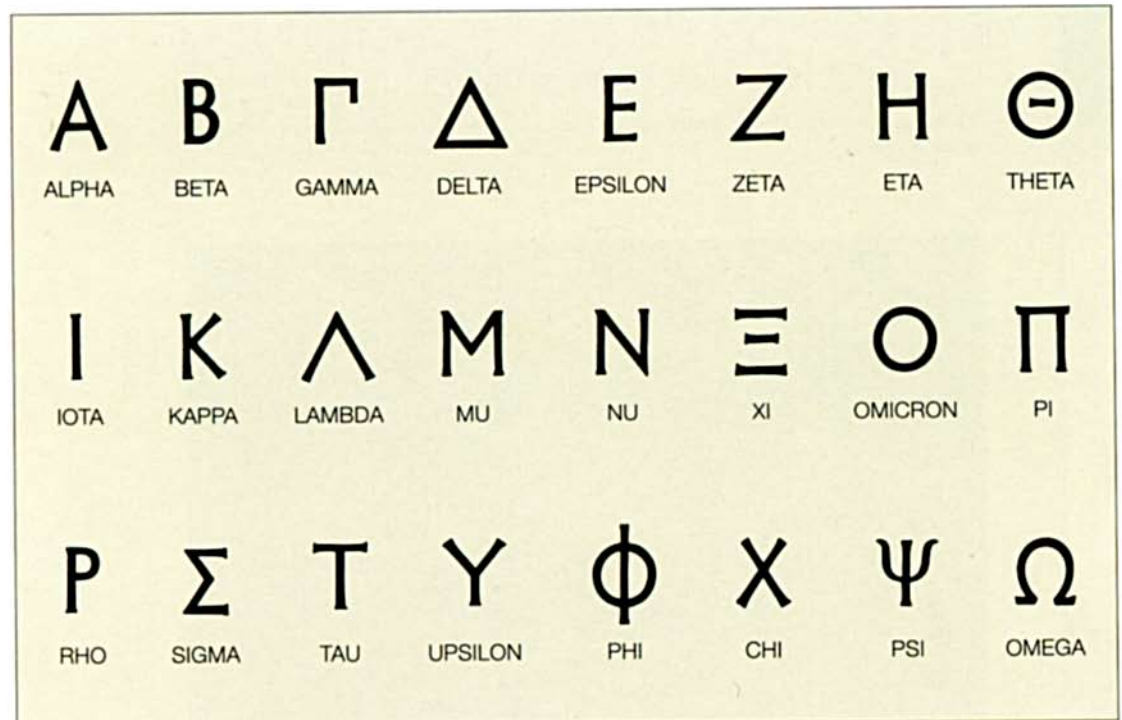 Α Β Γ Δ Ε Ζ Η Θ
ALPHA BETA GAMMA DELTA EPSILON ZETA ETA THETA
Ι Κ Λ Μ Ν Ξ Ο Π
IOTA KAPPA LAMBDA MU NU XI OMICRON PI
Ρ Σ Τ Υ Φ Χ Ψ Ω
RHO SIGMA TAU UPSILON PHI CHI PSI OMEGA